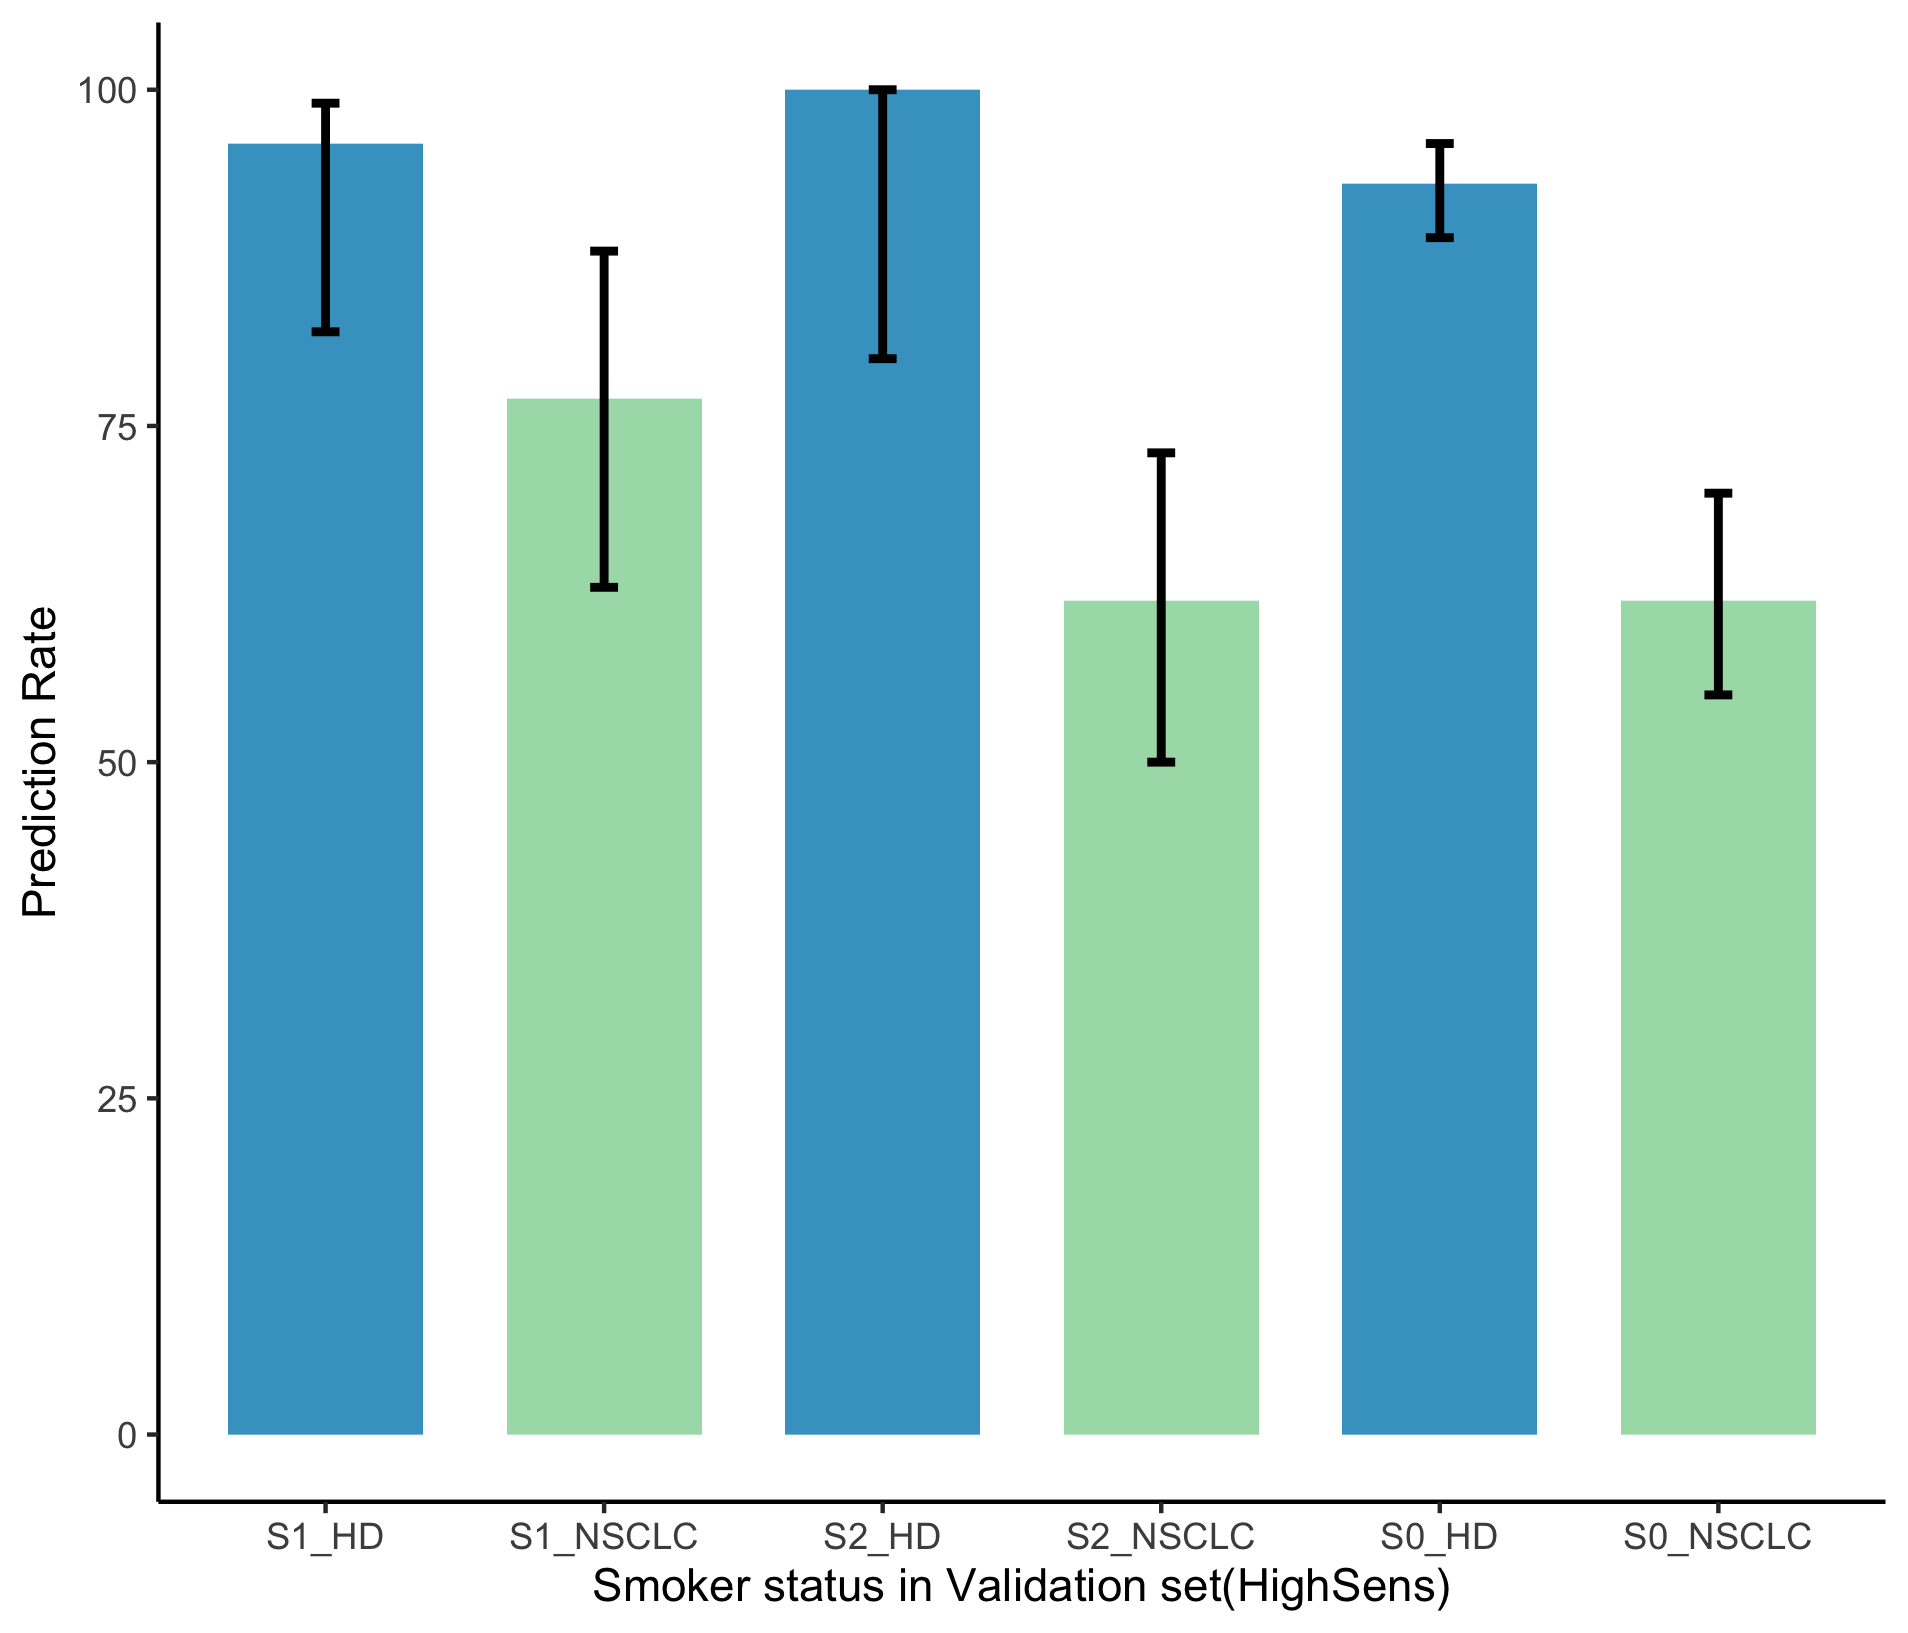 100
75
50
25
0
Prediction Rate
S1_HD S1_NSCLC S2_HD S2_NSCLC S0_HD S0_NSCLC
Smoker status in Validation set(HighSens)